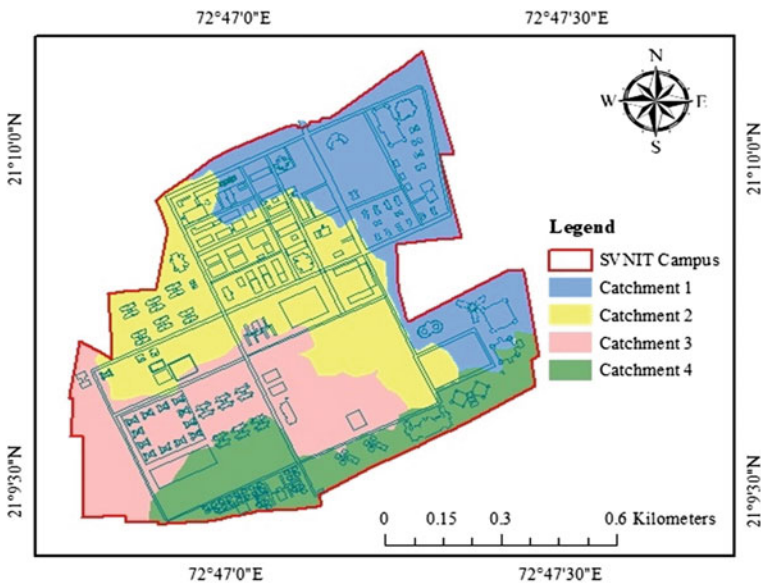 72°47'0"E 72°47'30"E
21°10'0"N
21°10'0"N
N
W E
S
Legend
SVNIT Campus
Catchment 1
Catchment 2
Catchment 3
Catchment 4
21°9'30"N
21°9'30"N
0 0.15 0.3 0.6 Kilometers
72°47'0"E 72°47'30"E